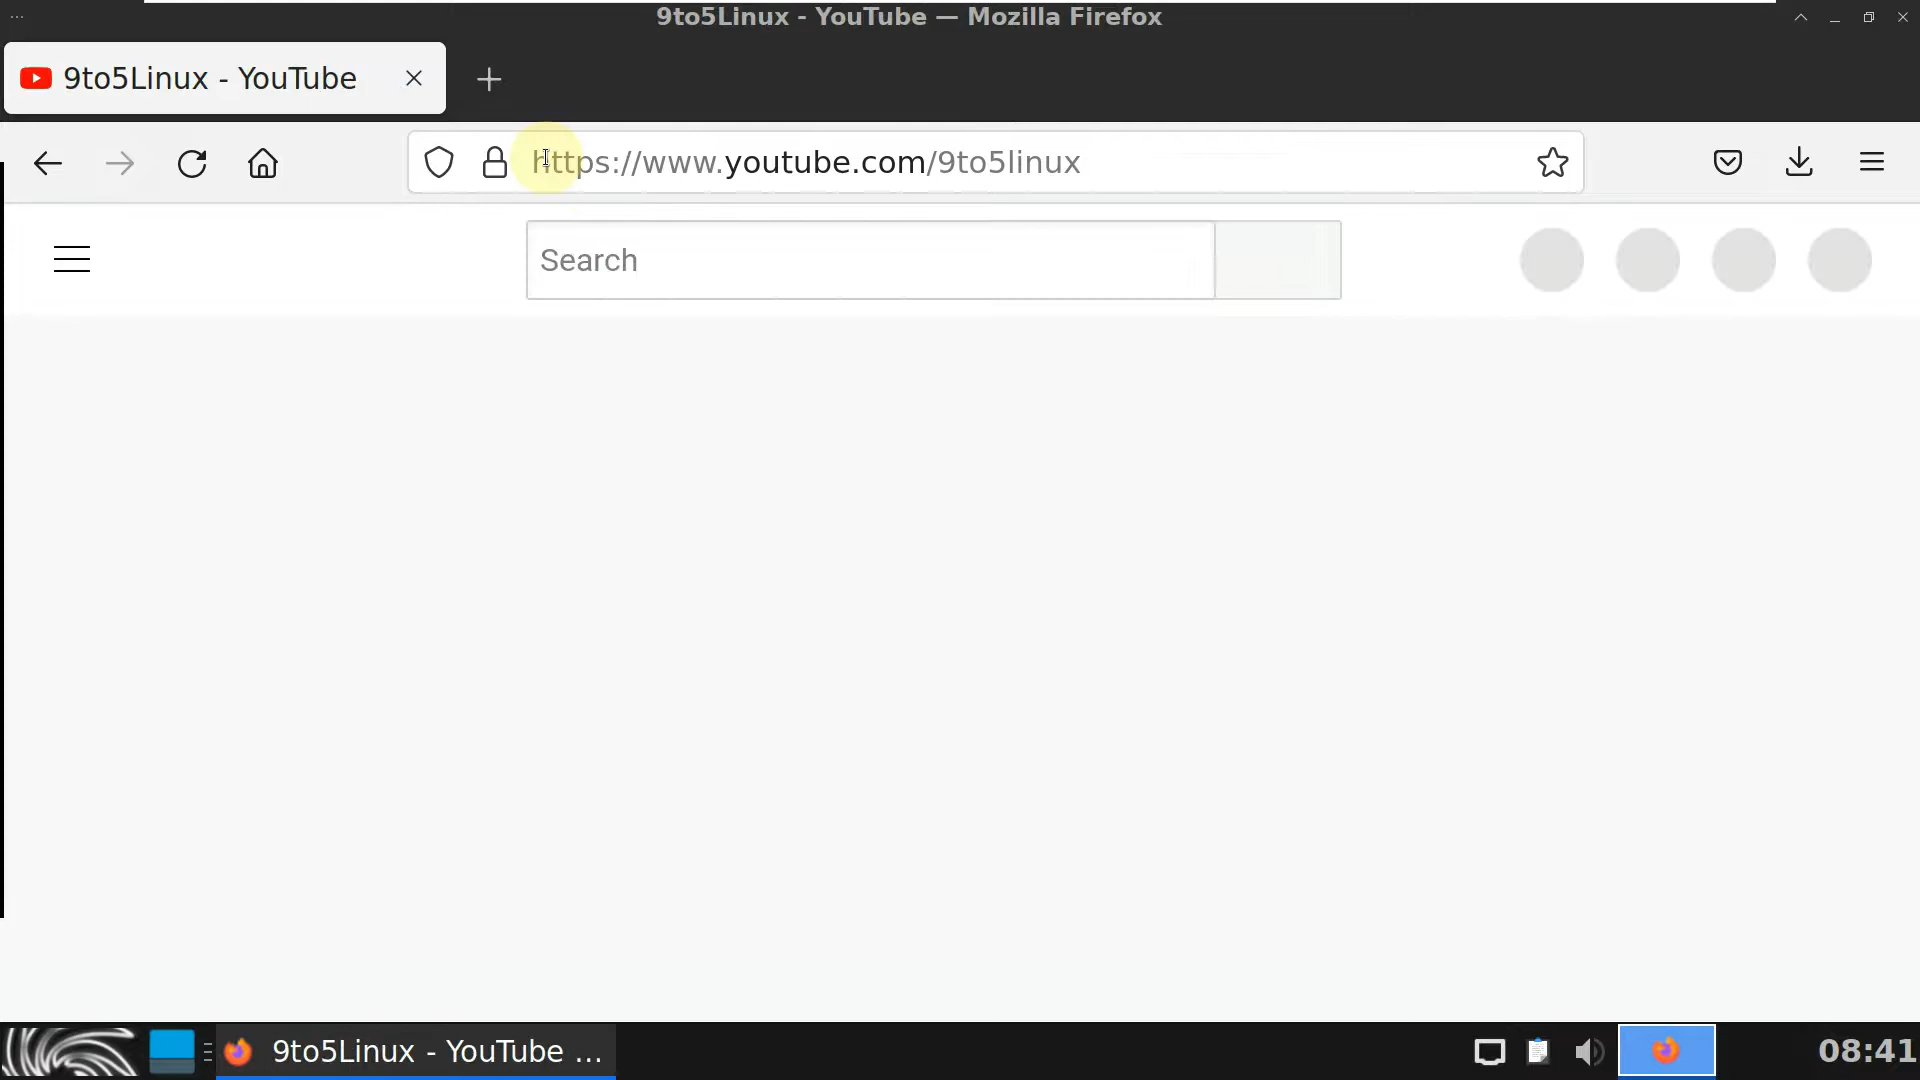 9to5Linux - YouTube — Mozilla Firefox
9to5Linux - YouTube
https://www.youtube.com/9to5linux
Search
9to5Linux - YouTube ...
08:41